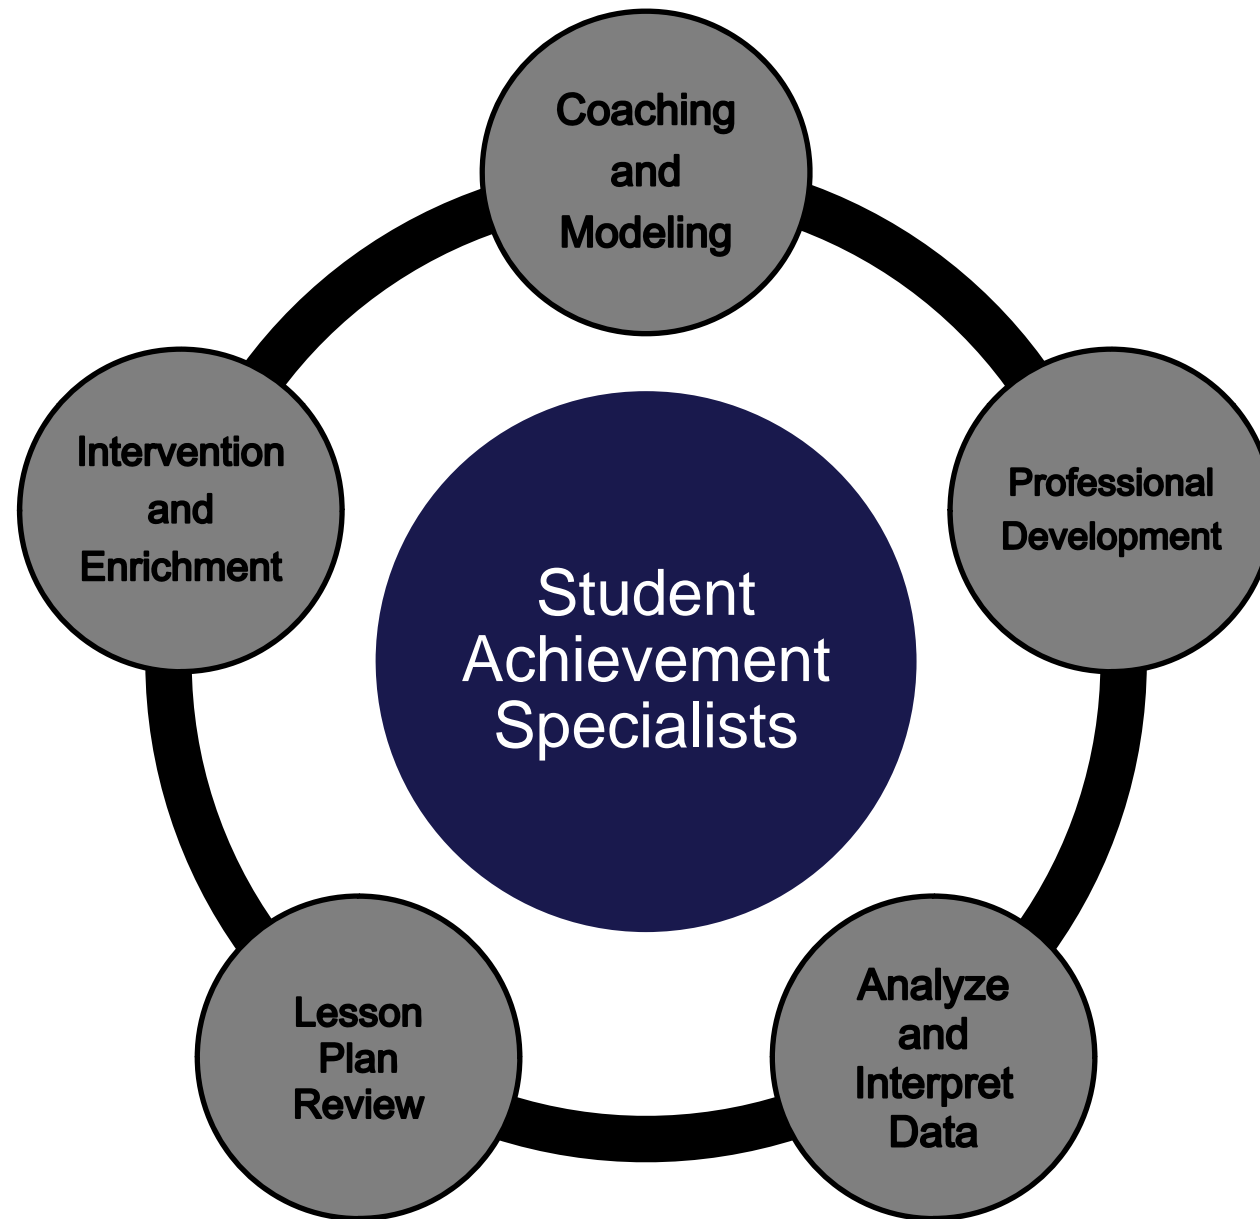 Coaching
and
Modeling
Professional
Development
Analyze
and
Interpret
Data
Lesson
Plan
Review
Intervention
and
Enrichment
Student
Achievement
Specialists